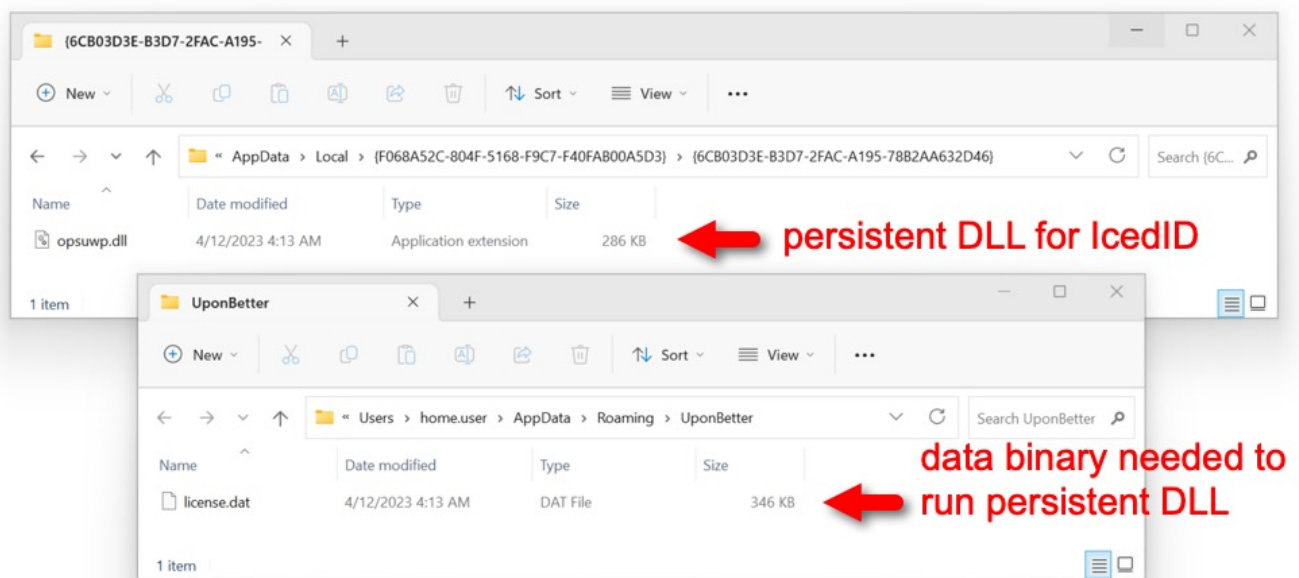 {6CB03D3E-B3D7-2FAC-A195-
New
Sort
View
« AppData > Local > {F068A52C-804F-5168-F9C7-F40FAB00A5D3} > {6CB03D3E-B3D7-2FAC-A195-78B2AA632D46}
Search {6C...
Name Date modified Type Size
opsuwp.dll 4/12/2023 4:13 AM Application extension 286 KB
persistent DLL for IcedID
1 item
UponBetter
New
Sort
View
« Users > home.user > AppData > Roaming > UponBetter
Search UponBetter
Name Date modified Type Size
license.dat 4/12/2023 4:13 AM DAT File 346 KB
data binary needed to
run persistent DLL
1 item